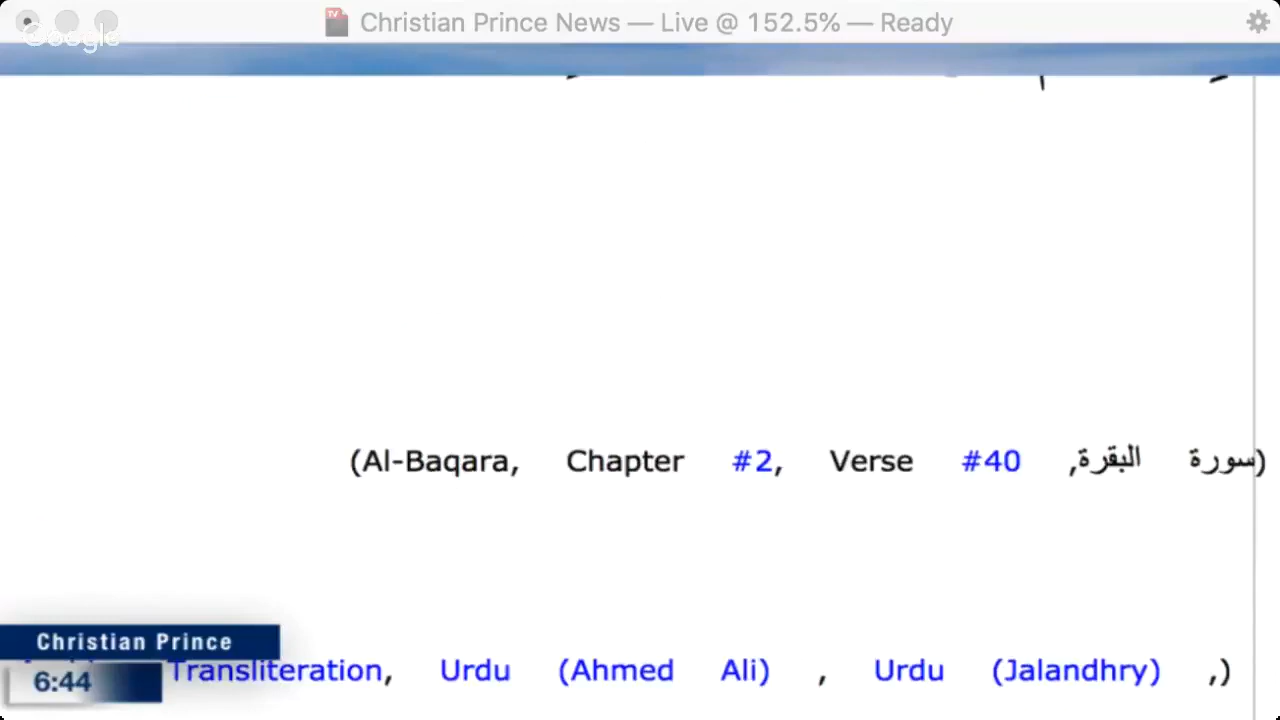 Christian Prince News — Live @ 152.5% — Ready
Google
(Al-Baqara, Chapter #2, Verse #40 ,سورة البقرة)
Christian Prince
Transliteration, Urdu (Ahmed Ali) , Urdu (Jalandhry) ,)
6:44